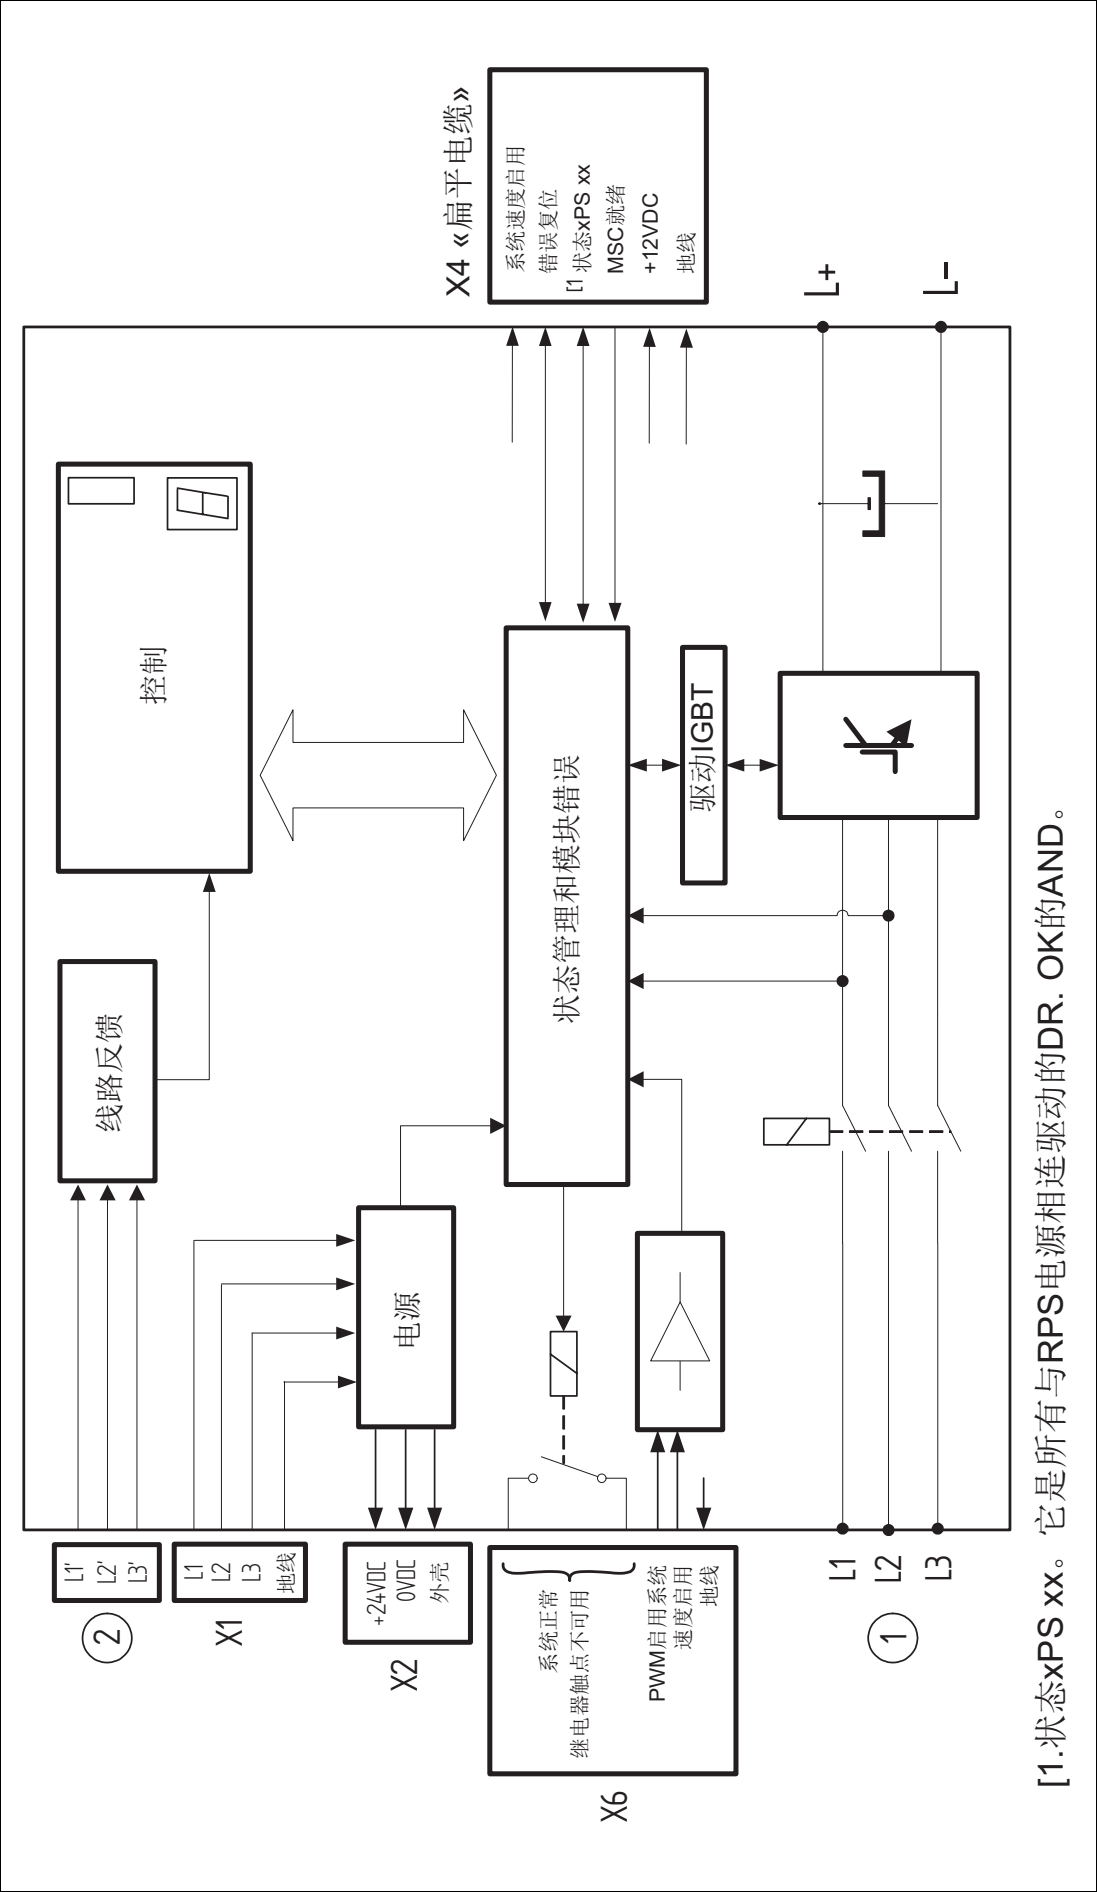 L1'
L2'
L3'
②
L1
L2
L3
地线
X1
线路反馈
控制
+24VDC
0VDC
外壳
X2
电源
系统正常
继电器触点不可用
PWM启用系统
速度启用
地线
X6
状态管理和模块错误
驱动IGBT
X4 «扁平电缆»
系统速度启用
错误复位
[1 状态xPS xx
MSC就绪
+12VDC
地线
L1
L2
L3
①
L+
L-
[1.状态xPS xx。它是所有与RPS电源相连驱动的DR. OK的AND。